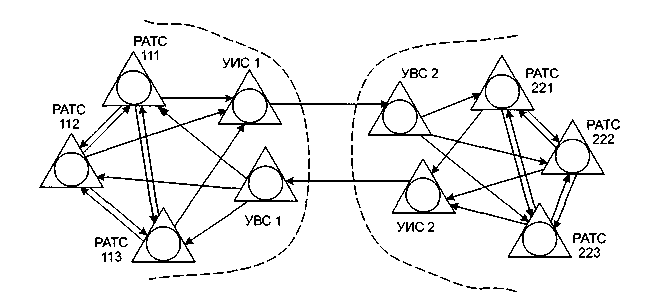 РАТС
111
УИС 1
РАТС
112
РАТС
113
УВС 1
УВС 2
РАТС
221
РАТС
222
УИС 2
РАТС
223